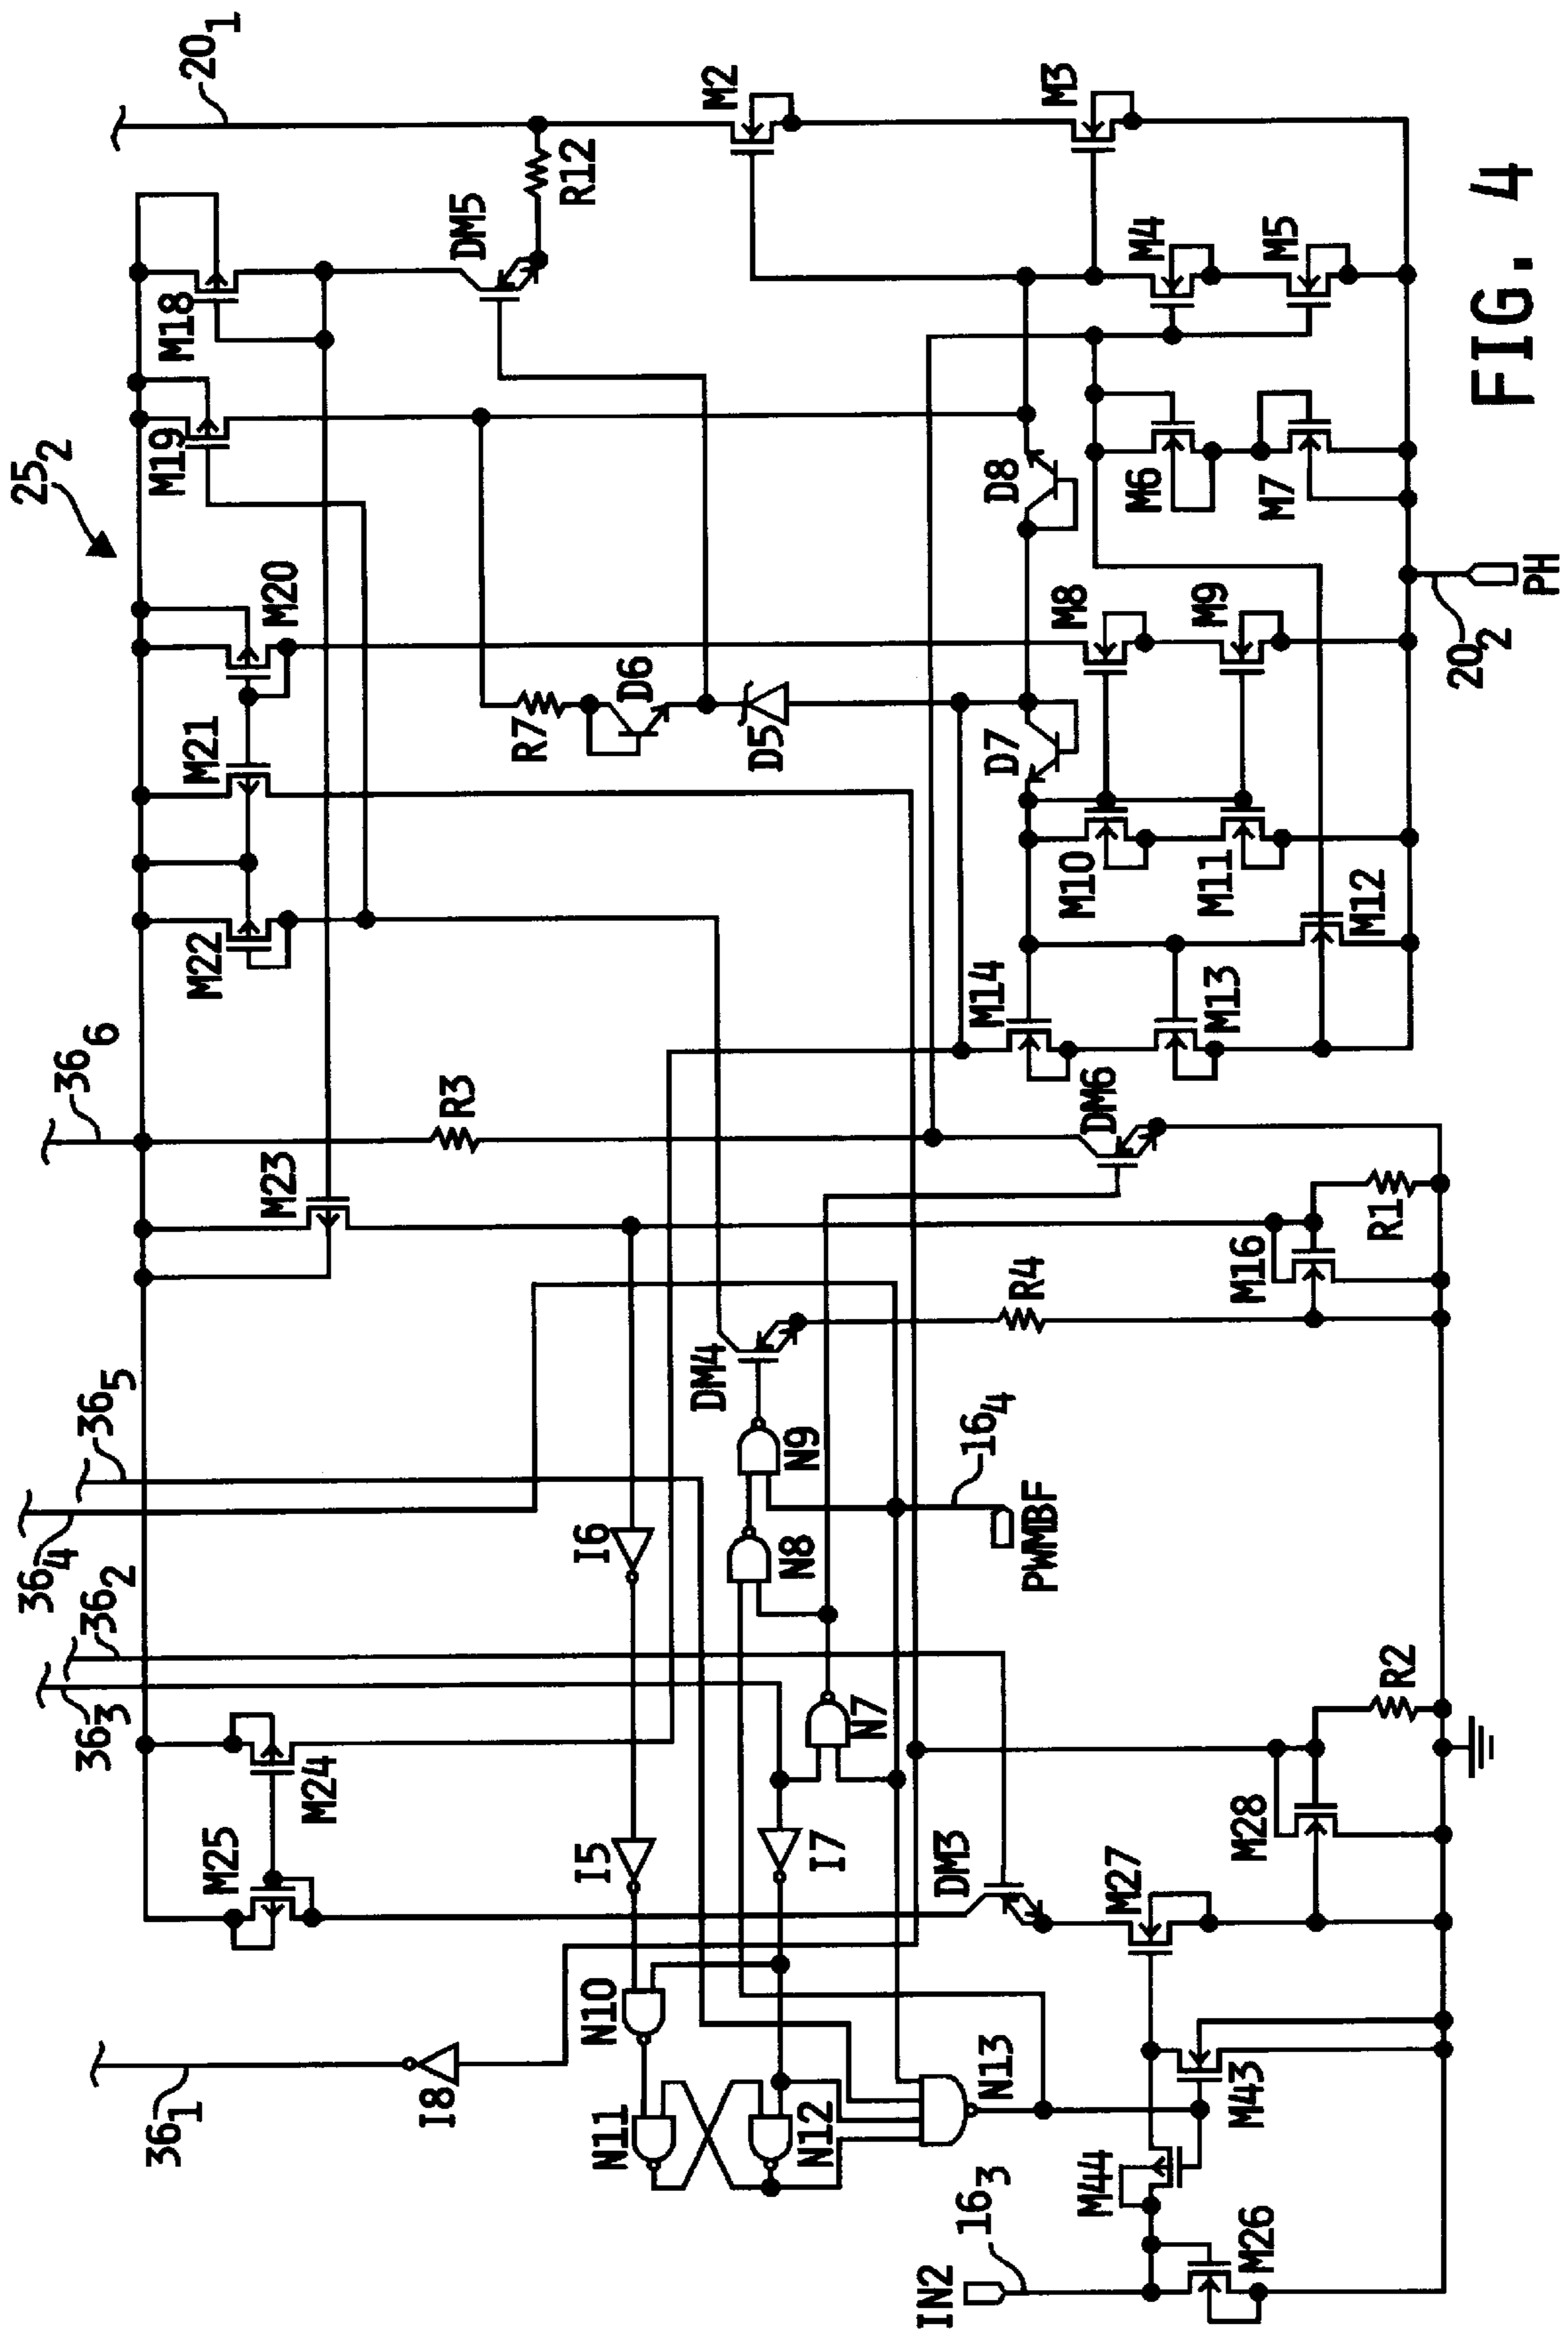 20₁
25₂
36₆
36₅
36₄
36₂
36₃
36₁
M18
M19
M20
M21
M22
M23
M24
M25
DM5
R12
M2
M3
R7
D6
D5
D8
D7
M4
M5
M6
M7
M8
M9
M10
M11
M12
M13
M14
R3
DM6
R1
M16
R4
DM4
N9
N8
N7
I6
I5
I7
I8
N10
N11
N12
N13
DM3
M27
M28
R2
M43
M44
M26
IN2
16₃
PWMBF
16₄
PH
20₂
FIG. 4